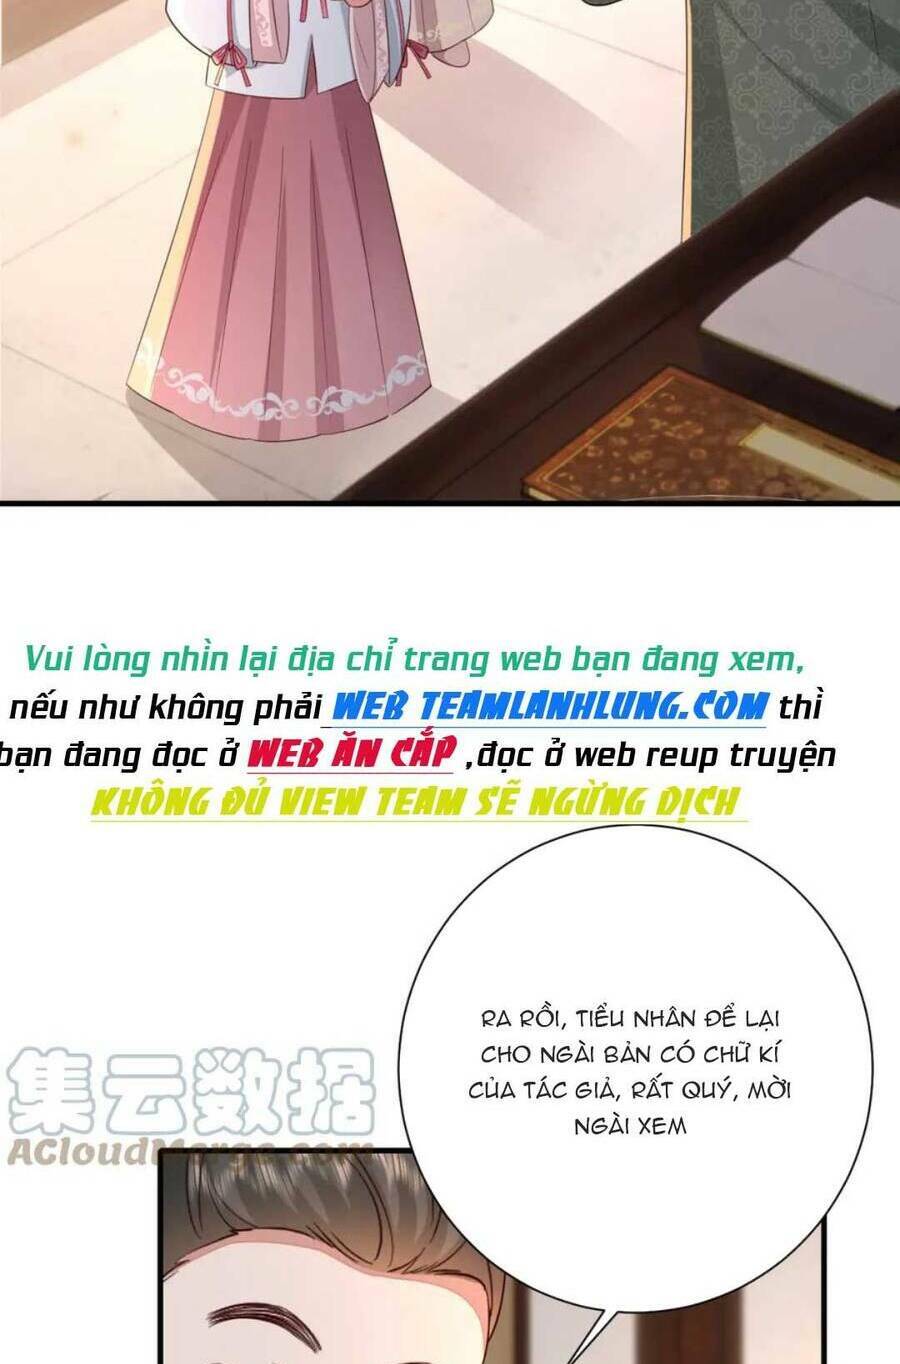 Vui lòng nhìn lại địa chỉ trang web bạn đang xem,
nếu như không phải WEB TEAMLANHLUNG.COM thì
bạn đang đọc ở WEB ĂN CẮP ,đọc ở web reup truyện
KHÔNG ĐỦ VIEW TEAM SẼ NGỪNG DỊCH
RA RỒI, TIỂU NHÂN ĐỂ LẠI
CHO NGÀI BẢN CÓ CHỮ KÍ
CỦA TÁC GIẢ, RẤT QUÝ, MỜI
NGÀI XEM
集云数据
ACloudMerge.com